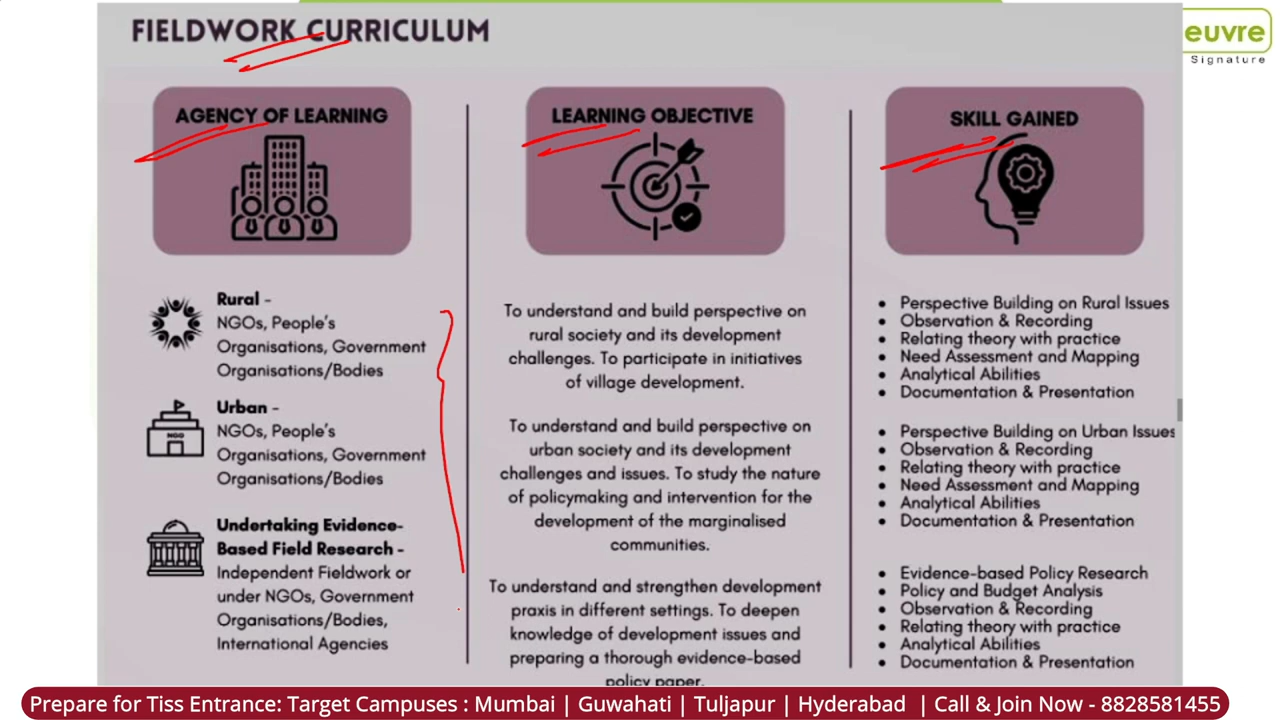 FIELDWORK CURRICULUM
euvre
Signature
AGENCY OF LEARNING
Rural -
NGOs, People's
Organisations, Government
Organisations/Bodies
NGO
Urban -
NGOs, People's
Organisations, Government
Organisations/Bodies
Undertaking Evidence-
Based Field Research -
Independent Fieldwork or
under NGOs, Government
Organisations/Bodies,
International Agencies
LEARNING OBJECTIVE
To understand and build perspective on
rural society and its development
challenges. To participate in initiatives
of village development.
To understand and build perspective on
urban society and its development
challenges and issues. To study the nature
of policymaking and intervention for the
development of the marginalised
communities.
To understand and strengthen development
praxis in different settings. To deepen
knowledge of development issues and
preparing a thorough evidence-based
policy paper.
SKILL GAINED
• Perspective Building on Rural Issues
• Observation & Recording
• Relating theory with practice
• Need Assessment and Mapping
• Analytical Abilities
• Documentation & Presentation
• Perspective Building on Urban Issues
• Observation & Recording
• Relating theory with practice
• Need Assessment and Mapping
• Analytical Abilities
• Documentation & Presentation
• Evidence-based Policy Research
• Policy and Budget Analysis
• Observation & Recording
• Relating theory with practice
• Analytical Abilities
• Documentation & Presentation
Prepare for Tiss Entrance: Target Campuses : Mumbai | Guwahati | Tuljapur | Hyderabad | Call & Join Now - 8828581455